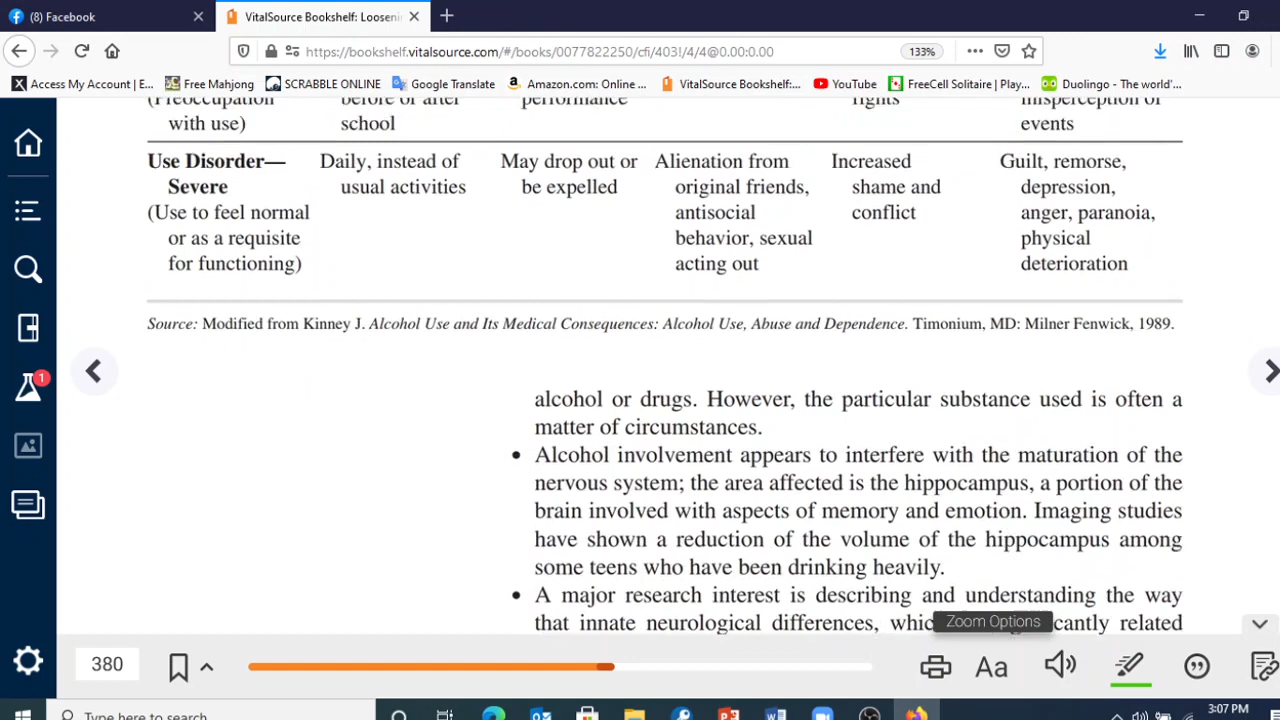 (8) Facebook
VitalSource Bookshelf: Loosenin
https://bookshelf.vitalsource.com/#/books/0077822250/cfi/403!/4/4@0.00:0.00
133%
Access My Account | E... Free Mahjong SCRABBLE ONLINE Google Translate Amazon.com: Online ... VitalSource Bookshelf:... YouTube FreeCell Solitaire | Play... Duolingo - The world'...
(Preoccupation before or after performance rights misperception of
with use) school events
Use Disorder— Daily, instead of May drop out or Alienation from Increased Guilt, remorse,
Severe usual activities be expelled original friends, shame and depression,
(Use to feel normal antisocial conflict anger, paranoia,
or as a requisite behavior, sexual physical
for functioning) acting out deterioration
Source: Modified from Kinney J. Alcohol Use and Its Medical Consequences: Alcohol Use, Abuse and Dependence. Timonium, MD: Milner Fenwick, 1989.
alcohol or drugs. However, the particular substance used is often a
matter of circumstances.
• Alcohol involvement appears to interfere with the maturation of the
nervous system; the area affected is the hippocampus, a portion of the
brain involved with aspects of memory and emotion. Imaging studies
have shown a reduction of the volume of the hippocampus among
some teens who have been drinking heavily.
• A major research interest is describing and understanding the way
that innate neurological differences, related
Zoom Options
1
380
Aa
Type here to search
3:07 PM